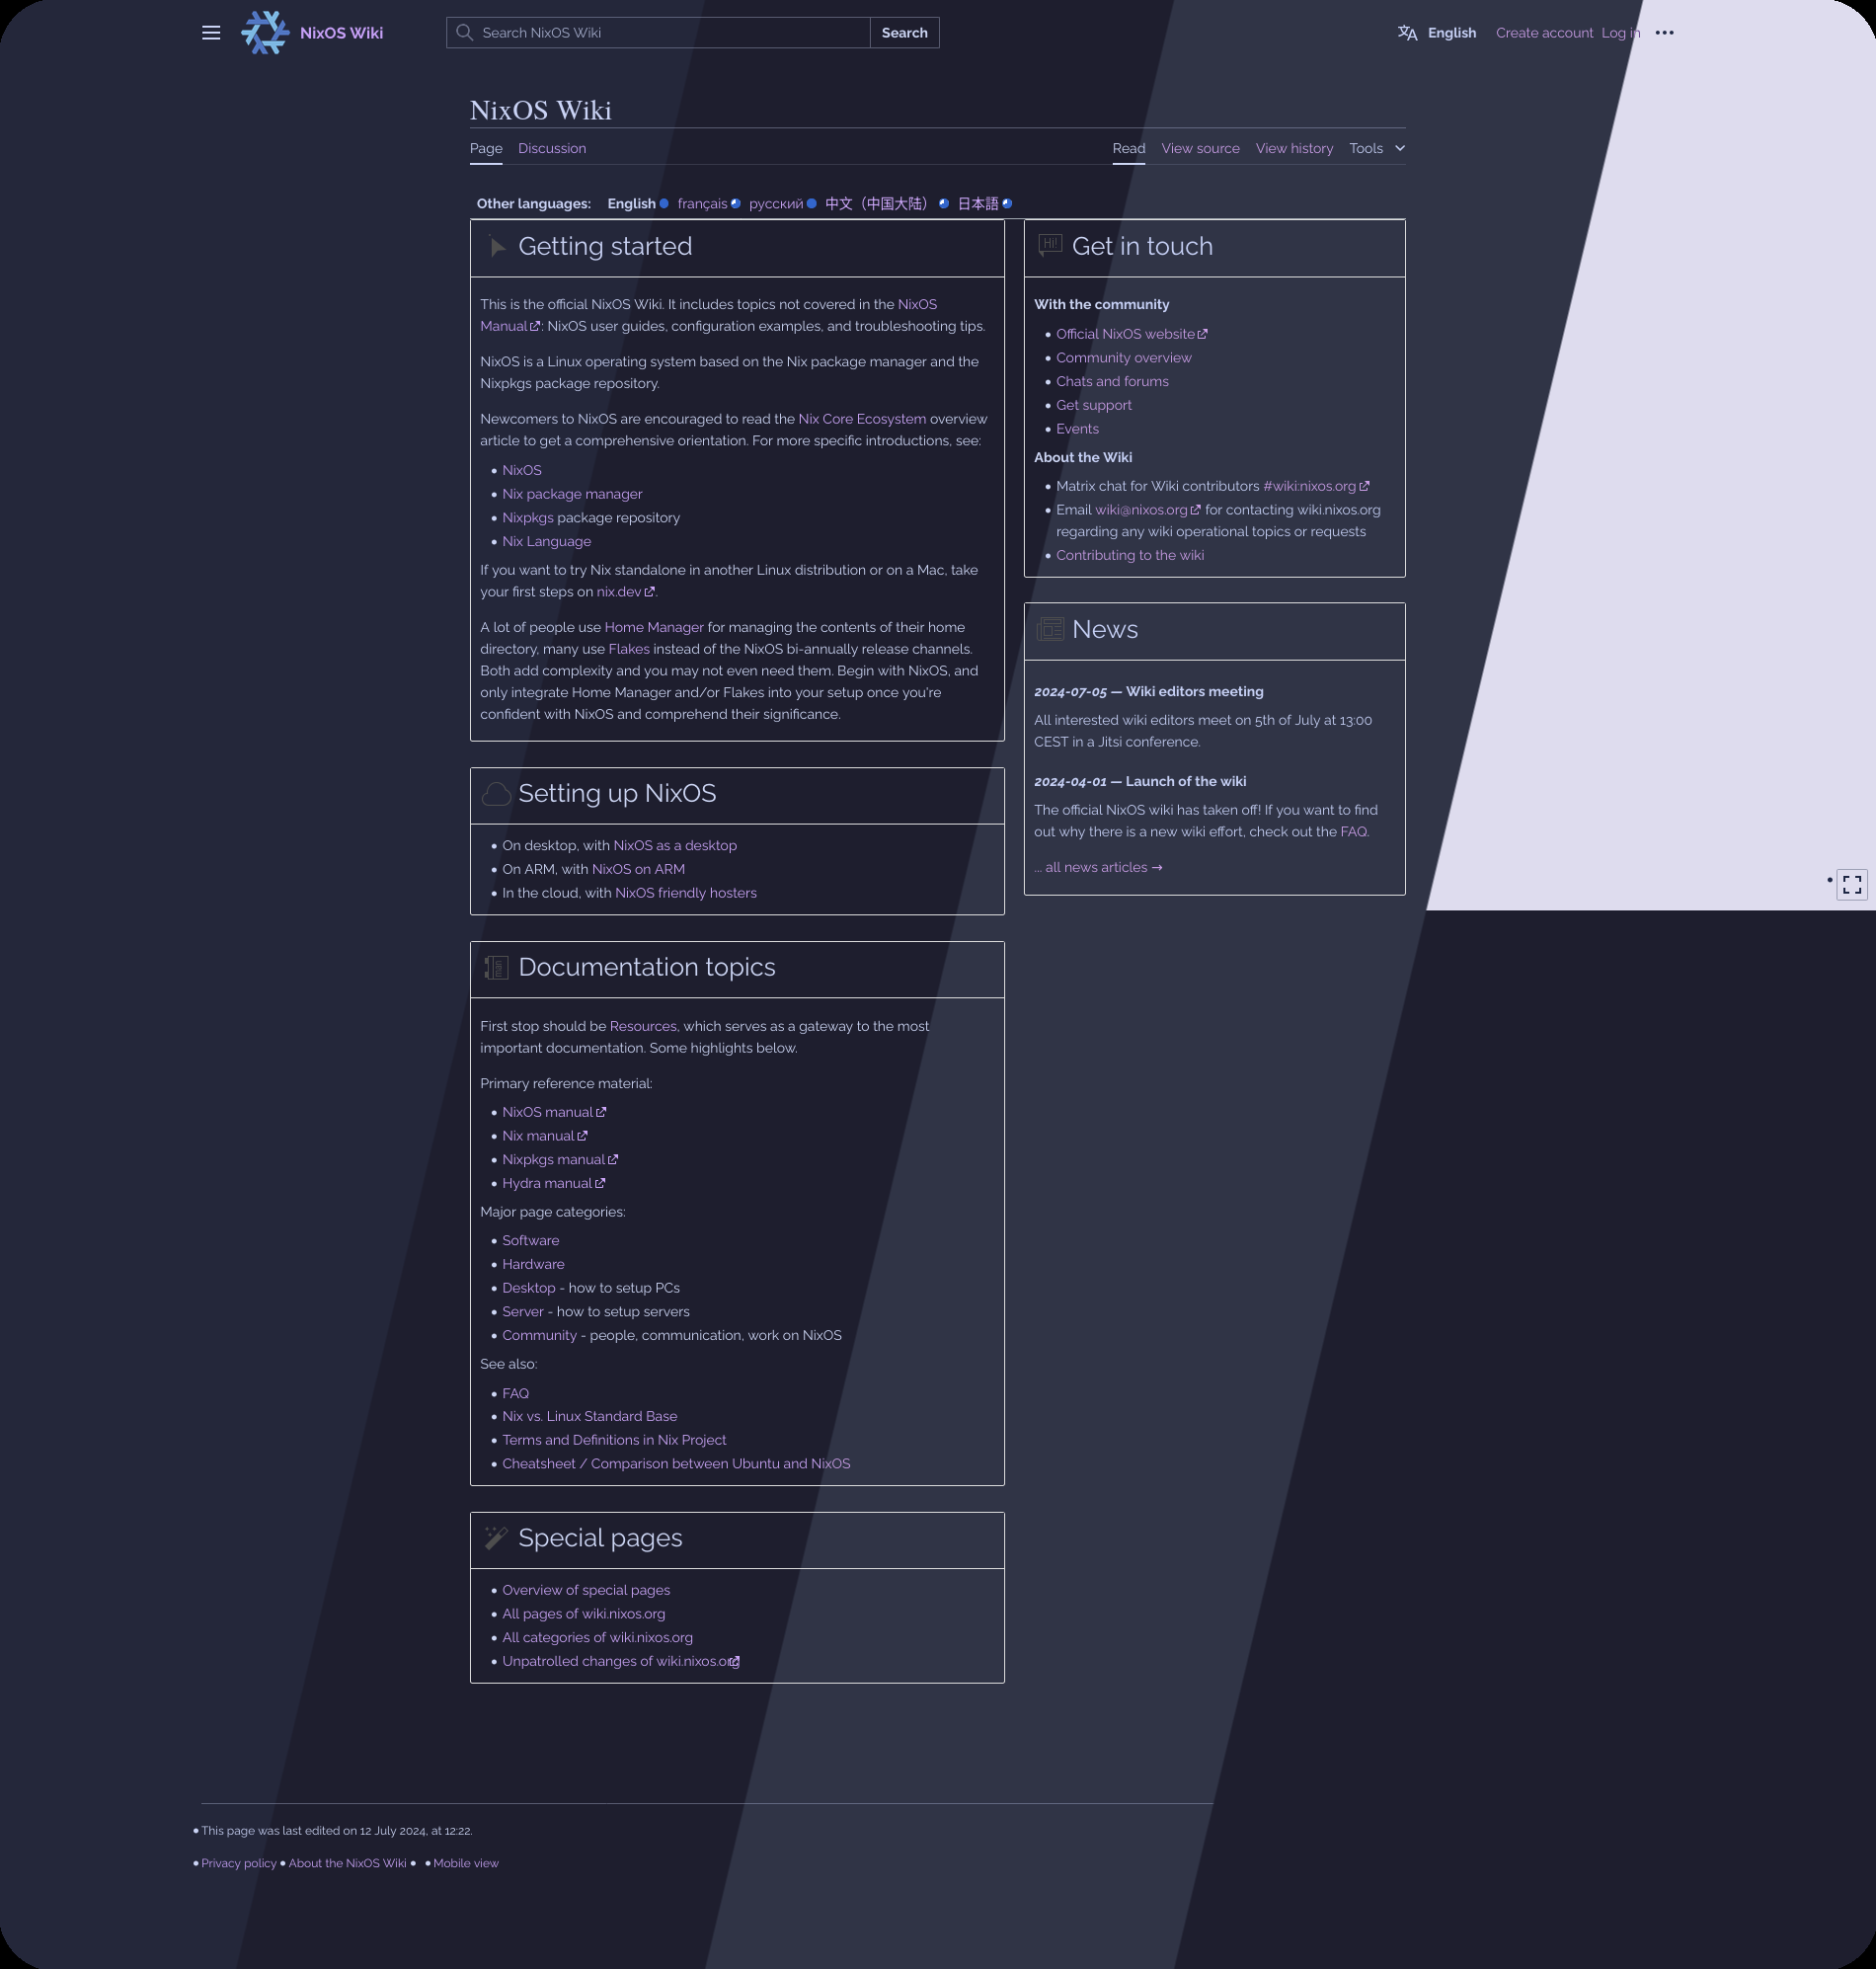 NixOS Wiki
Search NixOS Wiki
Search
English
Create account Log in
NixOS Wiki
Page Discussion
Read View source View history Tools
Other languages: English français русский 中文（中国大陆） 日本語
Getting started
This is the official NixOS Wiki. It includes topics not covered in the NixOS
Manual: NixOS user guides, configuration examples, and troubleshooting tips.
NixOS is a Linux operating system based on the Nix package manager and the
Nixpkgs package repository.
Newcomers to NixOS are encouraged to read the Nix Core Ecosystem overview
article to get a comprehensive orientation. For more specific introductions, see:
• NixOS
• Nix package manager
• Nixpkgs package repository
• Nix Language
If you want to try Nix standalone in another Linux distribution or on a Mac, take
your first steps on nix.dev.
A lot of people use Home Manager for managing the contents of their home
directory, many use Flakes instead of the NixOS bi-annually release channels.
Both add complexity and you may not even need them. Begin with NixOS, and
only integrate Home Manager and/or Flakes into your setup once you're
confident with NixOS and comprehend their significance.
Setting up NixOS
• On desktop, with NixOS as a desktop
• On ARM, with NixOS on ARM
• In the cloud, with NixOS friendly hosters
man
Documentation topics
First stop should be Resources, which serves as a gateway to the most
important documentation. Some highlights below.
Primary reference material:
• NixOS manual
• Nix manual
• Nixpkgs manual
• Hydra manual
Major page categories:
• Software
• Hardware
• Desktop - how to setup PCs
• Server - how to setup servers
• Community - people, communication, work on NixOS
See also:
• FAQ
• Nix vs. Linux Standard Base
• Terms and Definitions in Nix Project
• Cheatsheet / Comparison between Ubuntu and NixOS
Special pages
• Overview of special pages
• All pages of wiki.nixos.org
• All categories of wiki.nixos.org
• Unpatrolled changes of wiki.nixos.org
Hi!
Get in touch
With the community
• Official NixOS website
• Community overview
• Chats and forums
• Get support
• Events
About the Wiki
• Matrix chat for Wiki contributors #wiki:nixos.org
• Email wiki@nixos.org for contacting wiki.nixos.org
regarding any wiki operational topics or requests
• Contributing to the wiki
News
2024-07-05 — Wiki editors meeting
All interested wiki editors meet on 5th of July at 13:00
CEST in a Jitsi conference.
2024-04-01 — Launch of the wiki
The official NixOS wiki has taken off! If you want to find
out why there is a new wiki effort, check out the FAQ.
... all news articles →
• This page was last edited on 12 July 2024, at 12:22.
• Privacy policy • About the NixOS Wiki • • Mobile view